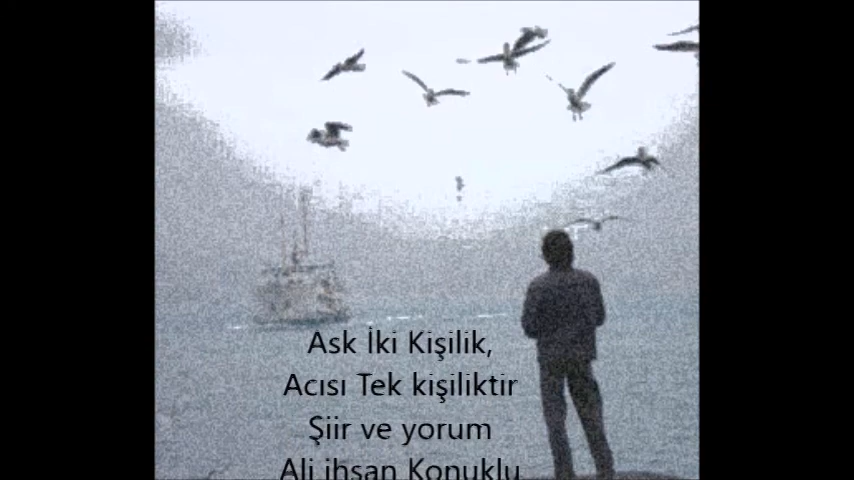 Ask İki Kişilik,
Acısı Tek kişiliktir
Şiir ve yorum
Ali ihsan Konuklu